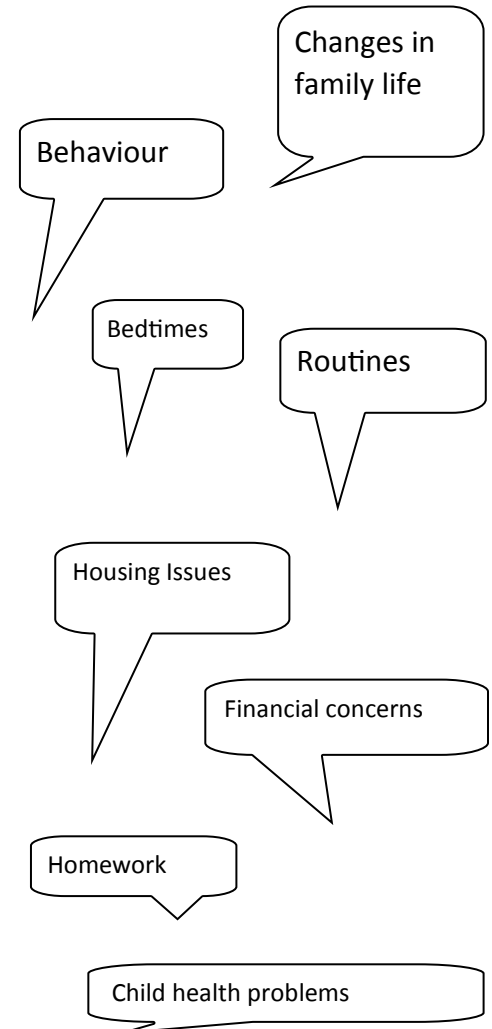 Changes in
family life
Behaviour
Bedtimes
Routines
Housing Issues
Financial concerns
Homework
Child health problems